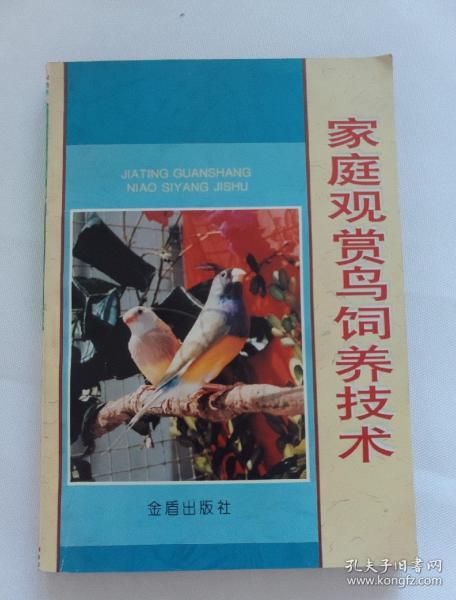 JIATING GUANSHANG
NIAO SIYANG JISHU
家庭观赏鸟饲养技术
金盾出版社
孔夫子旧书网
www.kongfz.com